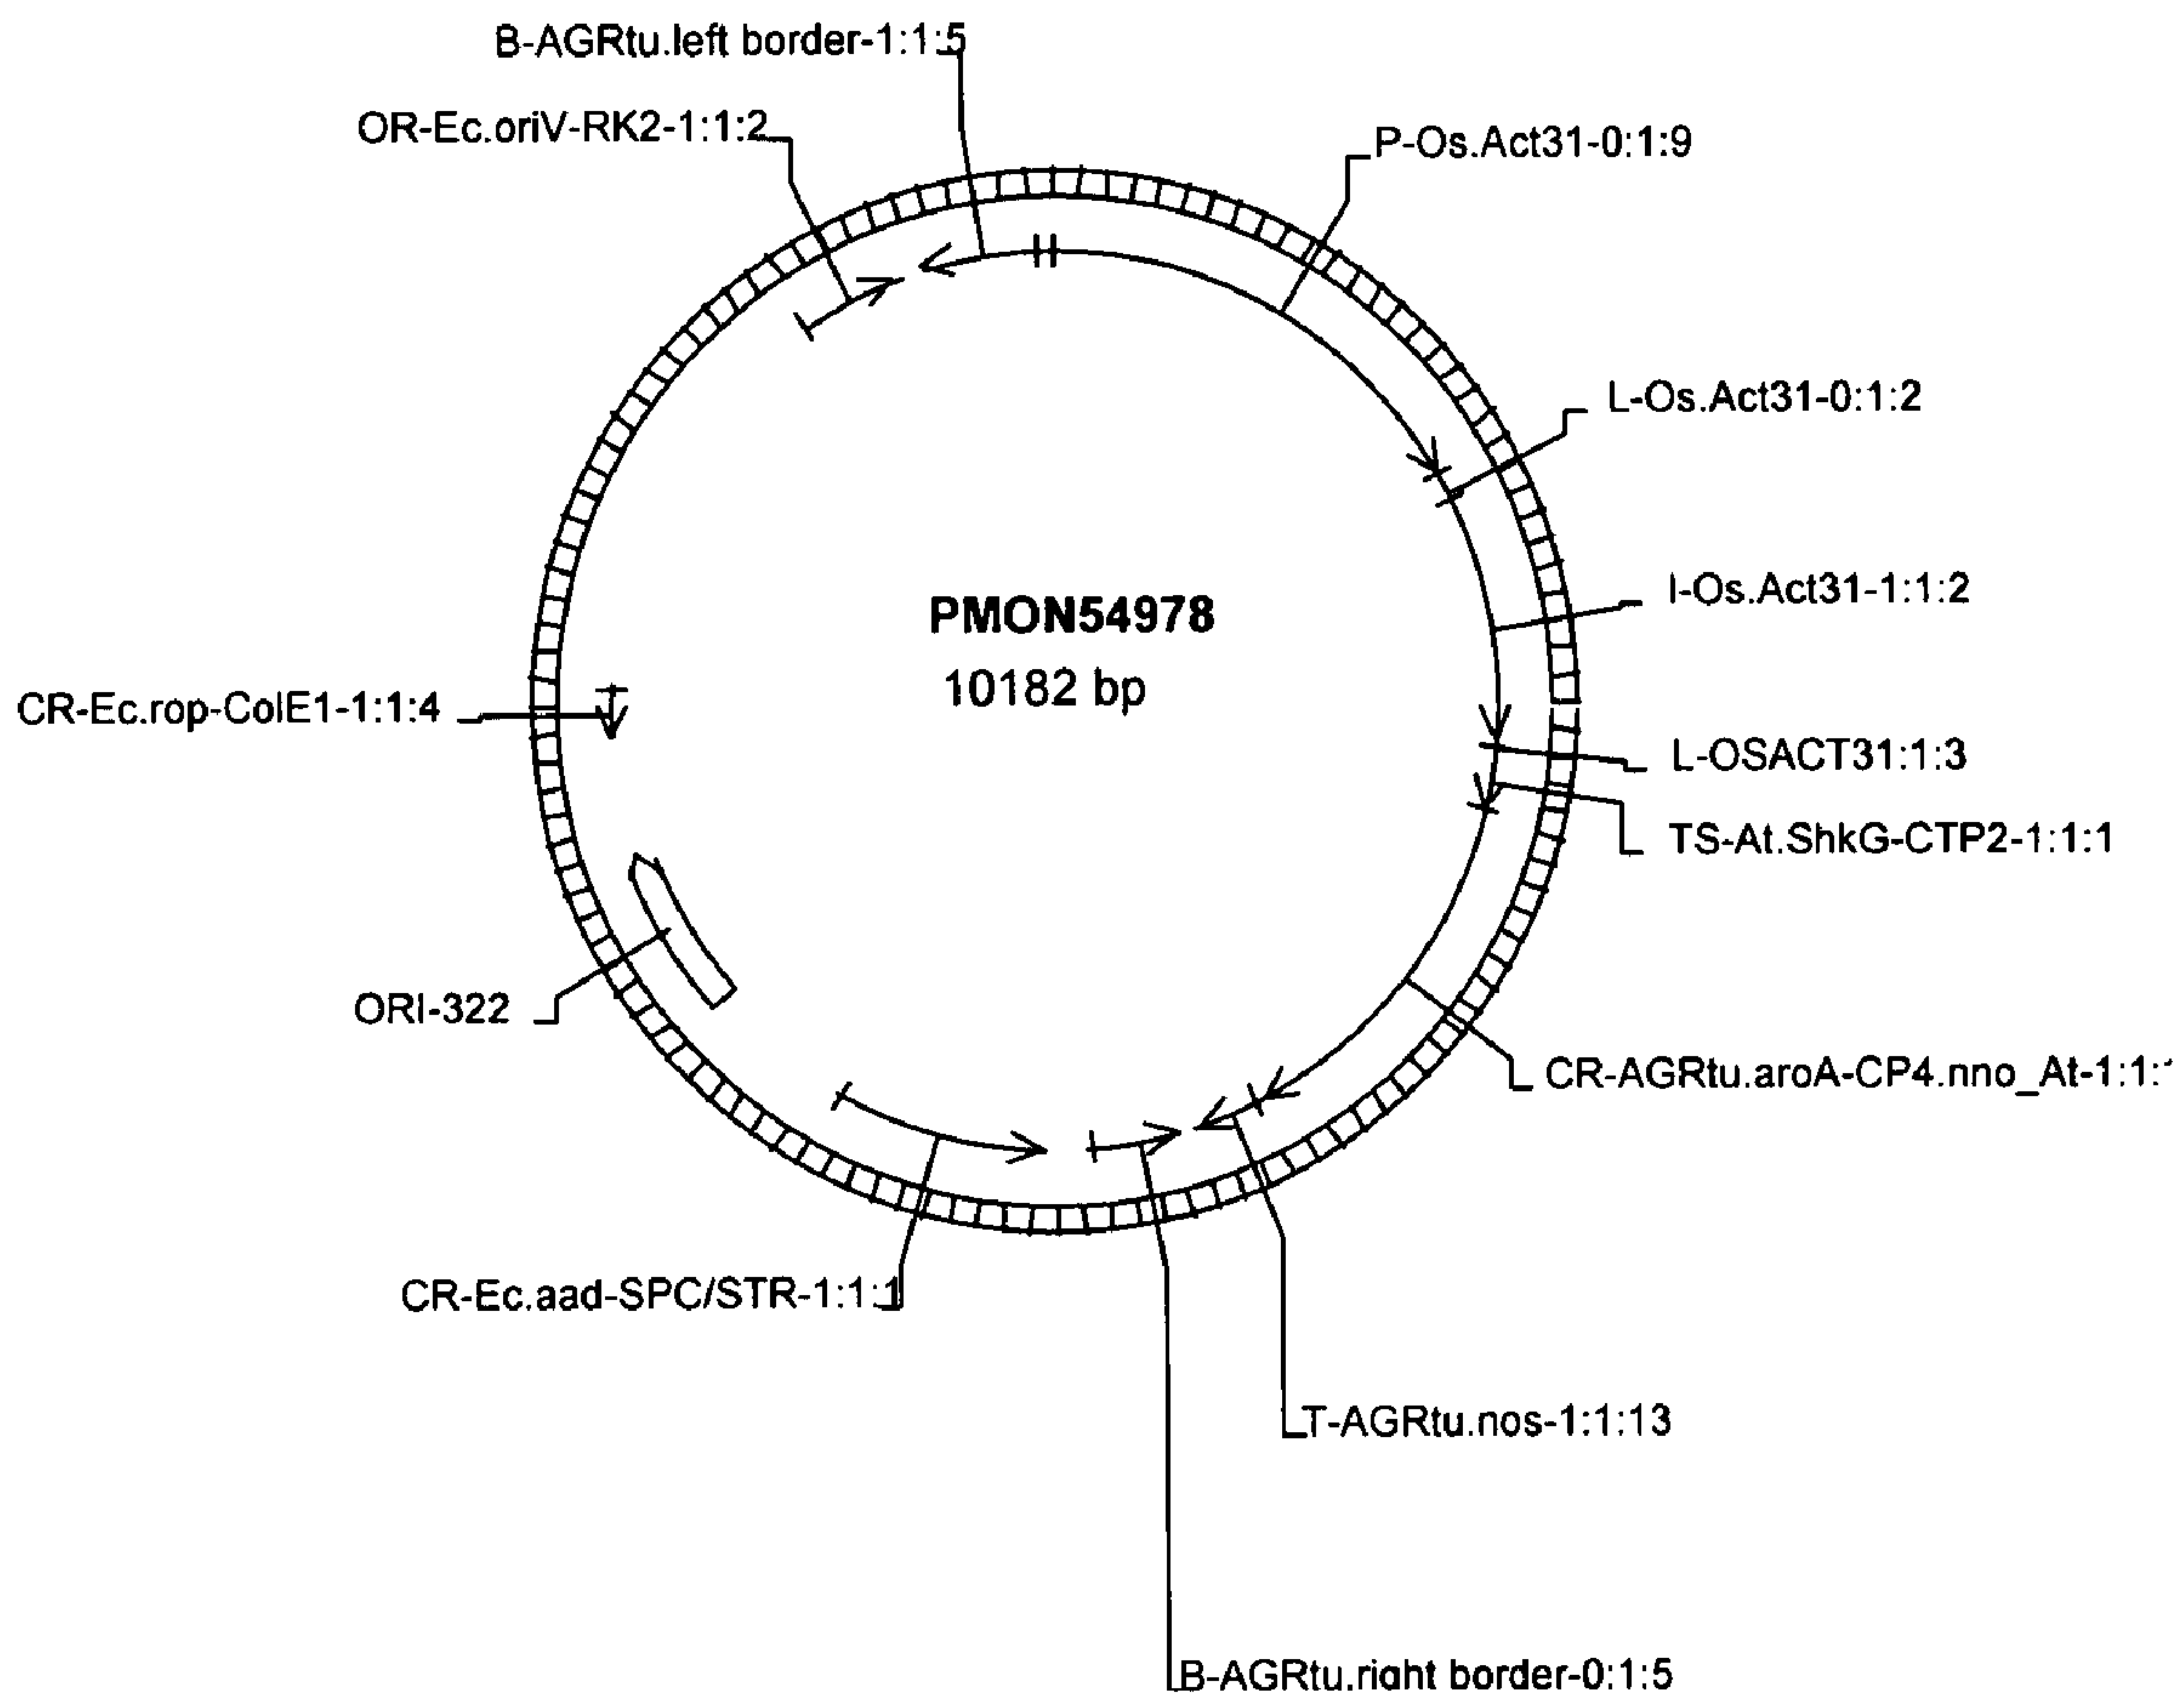 B-AGRtu.left border-1:1:5
OR-Ec.oriV-RK2-1:1:2
P-Os.Act31-0:1:9
L-Os.Act31-0:1:2
I-Os.Act31-1:1:2
PMON54978
10182 bp
CR-Ec.rop-ColE1-1:1:4
L-OSACT31:1:3
TS-At.ShkG-CTP2-1:1:1
ORI-322
CR-AGRtu.aroA-CP4.nno_At-1:1:
CR-Ec.aad-SPC/STR-1:1:1
T-AGRtu.nos-1:1:13
B-AGRtu.right border-0:1:5